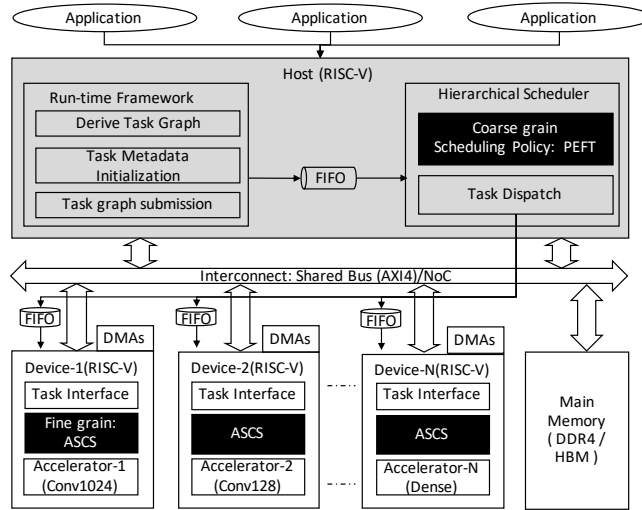 Application
Application
Application
Host (RISC-V)
Run-time Framework
Derive Task Graph
Task Metadata
Initialization
Task graph submission
FIFO
Hierarchical Scheduler
Coarse grain
Scheduling Policy: PEFT
Task Dispatch
Interconnect: Shared Bus (AXI4)/NoC
FIFO
DMAs
Device-1(RISC-V)
Task Interface
Fine grain:
ASCS
Accelerator-1
(Conv1024)
FIFO
DMAs
Device-2(RISC-V)
Task Interface
ASCS
Accelerator-2
(Conv128)
FIFO
DMAs
Device-N(RISC-V)
Task Interface
ASCS
Accelerator-N
(Dense)
Main
Memory
( DDR4 /
HBM )